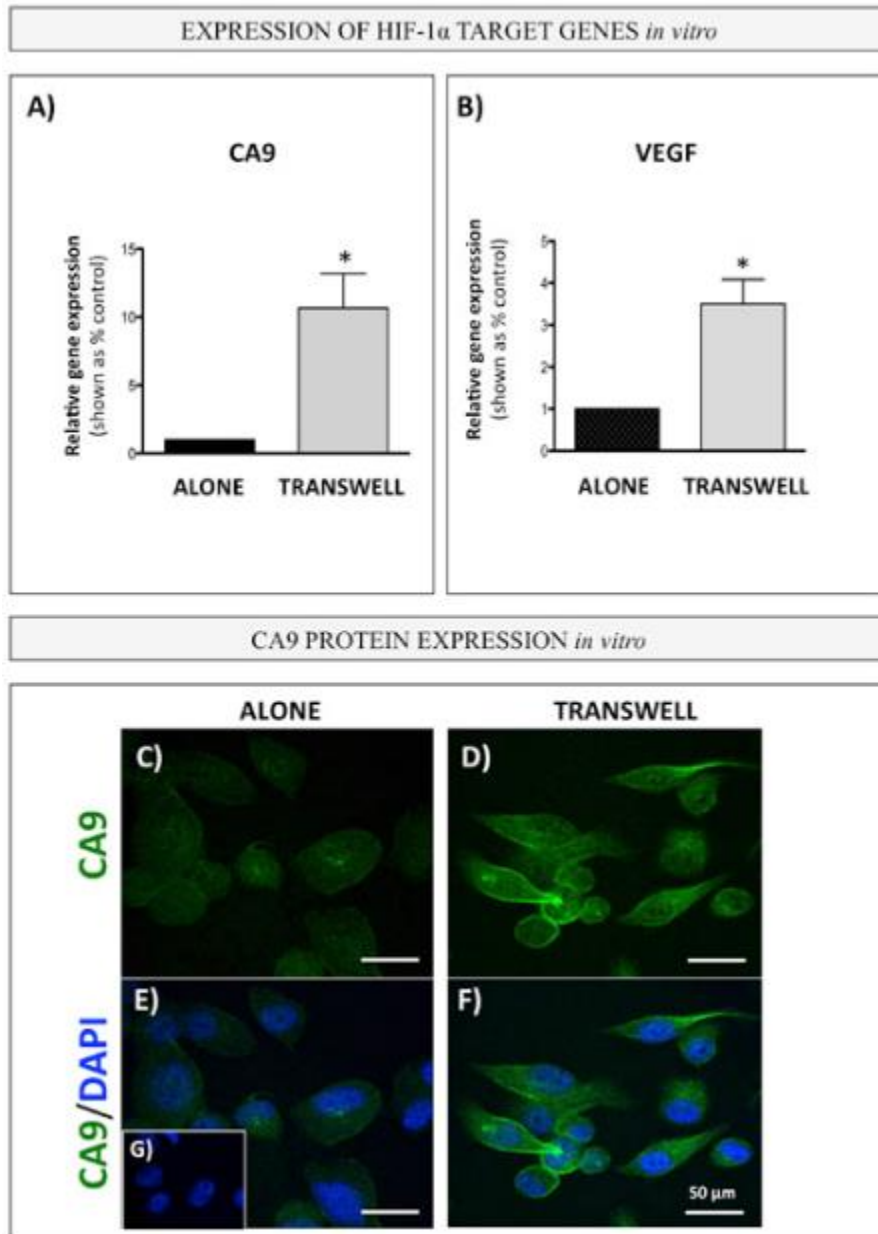 EXPRESSION OF HIF-1α TARGET GENES in vitro
A)
CA9
Relative gene expression
(shown as % control)
15
10
5
0
*
ALONE TRANSWELL
B)
VEGF
Relative gene expression
(shown as % control)
5
4
3
2
1
0
*
ALONE TRANSWELL
CA9 PROTEIN EXPRESSION in vitro
ALONE TRANSWELL
CA9
C)
D)
CA9/DAPI
E)
F)
G)
50 µm